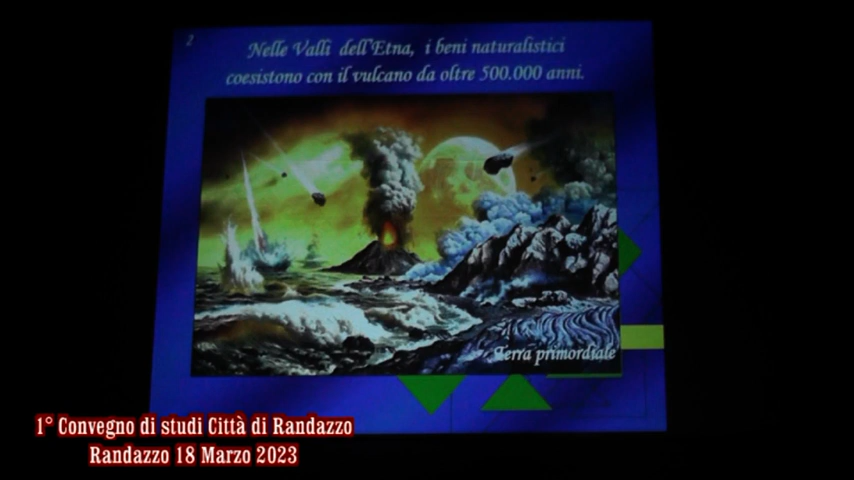 2
Nelle Valli dell'Etna, i beni naturalistici
coesistono con il vulcano da oltre 500.000 anni.
Terra primordiale
1° Convegno di studi Città di Randazzo
Randazzo 18 Marzo 2023